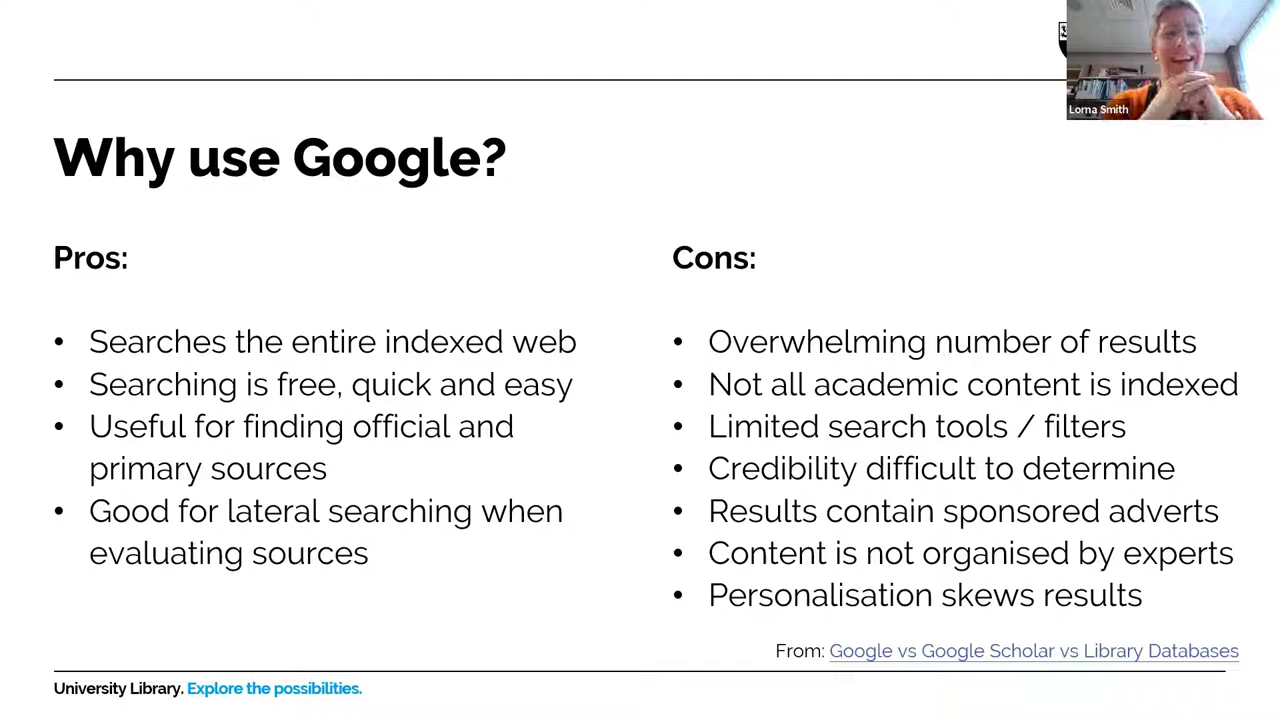 Lorna Smith
Why use Google?
Pros:
• Searches the entire indexed web
• Searching is free, quick and easy
• Useful for finding official and
primary sources
• Good for lateral searching when
evaluating sources
Cons:
• Overwhelming number of results
• Not all academic content is indexed
• Limited search tools / filters
• Credibility difficult to determine
• Results contain sponsored adverts
• Content is not organised by experts
• Personalisation skews results
From: Google vs Google Scholar vs Library Databases
University Library. Explore the possibilities.